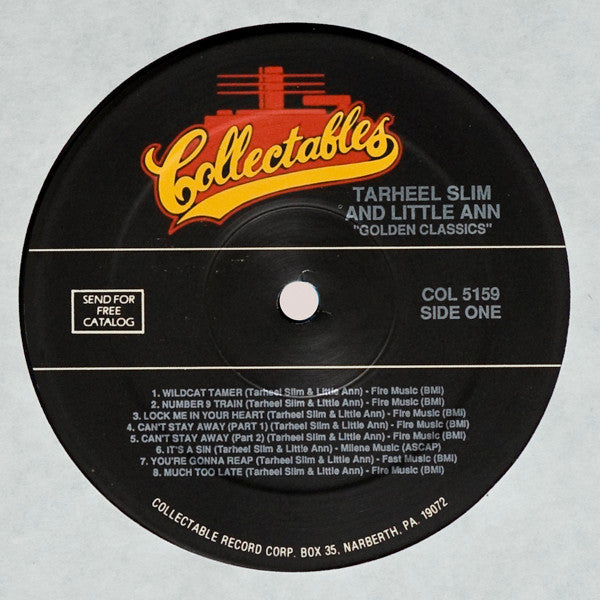 Collectables
TARHEEL SLIM
AND LITTLE ANN
"GOLDEN CLASSICS"
SEND FOR
FREE
CATALOG
COL 5159
SIDE ONE
1. WILDCAT TAMER (Tarheel Slim & Little Ann) - Fire Music (BMI)
2. NUMBER 9 TRAIN (Tarheel Slim & Little Ann) - Fire Music (BMI)
3. LOCK ME IN YOUR HEART (Tarheel Slim & Little Ann) - Fire Music (BMI)
4. CAN'T STAY AWAY (PART 1) (Tarheel Slim & Little Ann) - Fire Music (BMI)
5. CAN'T STAY AWAY (Part 2) (Tarheel Slim & Little Ann) - Fire Music (BMI)
6. IT'S A SIN (Tarheel Slim & Little Ann) - Milene Music (ASCAP)
7. YOU'RE GONNA REAP (Tarheel Slim & Little Ann) - Fast Music (BMI)
8. MUCH TOO LATE (Tarheel Slim & Little Ann) - Fire Music (BMI)
COLLECTABLE RECORD CORP. BOX 35, NARBERTH, PA. 19072